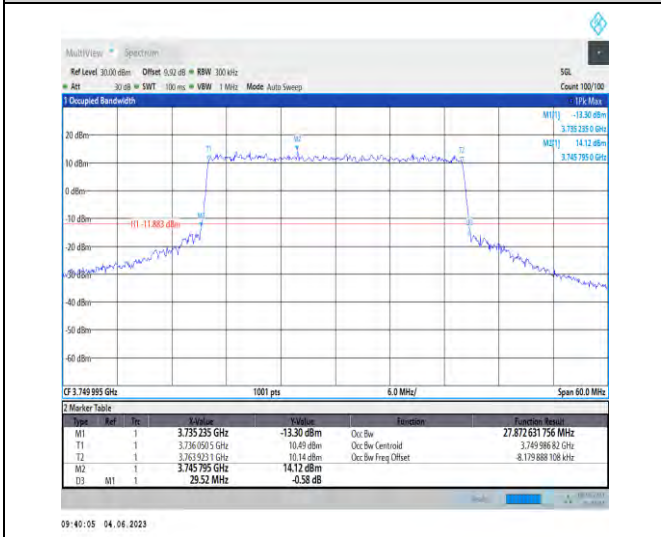 MultiView Spectrum
Ref Level 30.00 dBm Offset 0.92 dB RBW 300 kHz SGL
Att 30 dB SWT 100 ms VBW 1 MHz Mode Auto Sweep Count 100/100
1 Occupied Bandwidth 1Pk Max
M1[1] -13.30 dBm
3.735 235 0 GHz
M2[1] 14.12 dBm
3.745 795 0 GHz
20 dBm
T1 M2 T2
10 dBm
0 dBm
-10 dBm
M1
H1 -11.883 dBm
D3
-20 dBm
-30 dBm
-40 dBm
-50 dBm
-60 dBm
CF 3.749 995 GHz 1001 pts 6.0 MHz/ Span 60.0 MHz
2 Marker Table
Type Ref Trc X-Value Y-Value Function Function Result
M1 1 3.735 235 GHz -13.30 dBm Occ Bw 27.872 631 756 MHz
T1 1 3.736 050 5 GHz 10.49 dBm Occ Bw Centroid 3.749 986 82 GHz
T2 1 3.763 923 1 GHz 10.14 dBm Occ Bw Freq Offset -8.179 888 108 kHz
M2 1 3.745 795 GHz 14.12 dBm
D3 M1 1 29.52 MHz -0.58 dB
09:40:05 04.06.2023